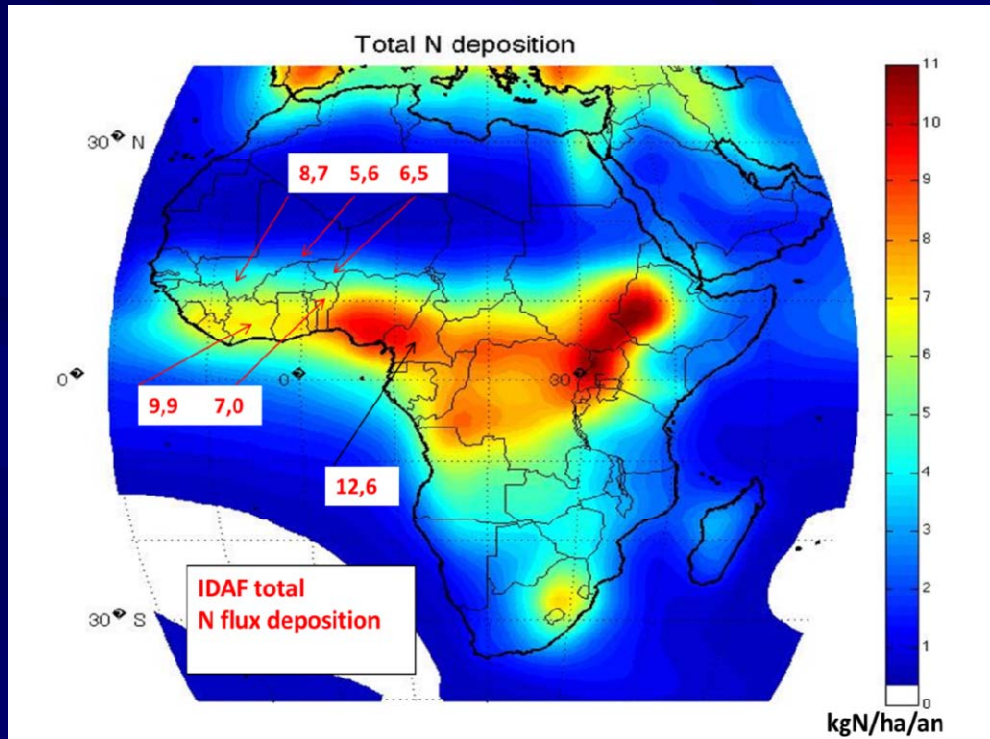 Total N deposition
30� N
8,7 5,6 6,5
0� 0� 30�
9,9 7,0
12,6
IDAF total
N flux deposition
30� S
11
10
9
8
7
6
5
4
3
2
1
0
kgN/ha/an